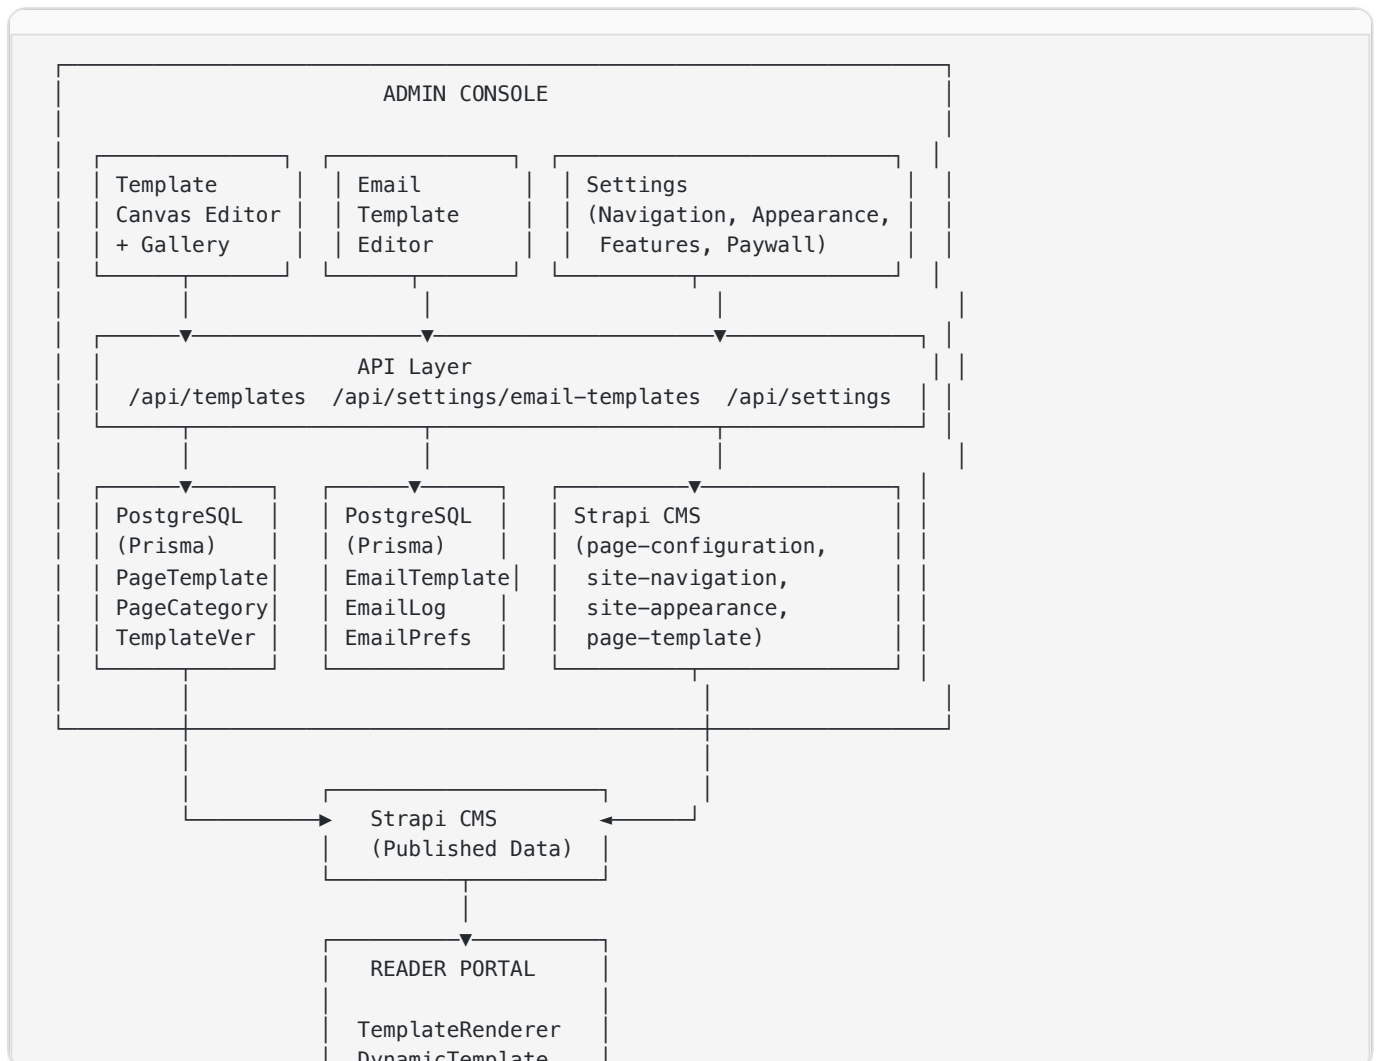 ADMIN CONSOLE
Template Email Settings
Canvas Editor Template (Navigation, Appearance,
+ Gallery Editor Features, Paywall)
API Layer
/api/templates /api/settings/email-templates /api/settings
PostgreSQL PostgreSQL Strapi CMS
(Prisma) (Prisma) (page-configuration,
PageTemplate EmailTemplate site-navigation,
PageCategory EmailLog site-appearance,
TemplateVer EmailPrefs page-template)
Strapi CMS
(Published Data)
READER PORTAL
TemplateRenderer
DynamicTemplate